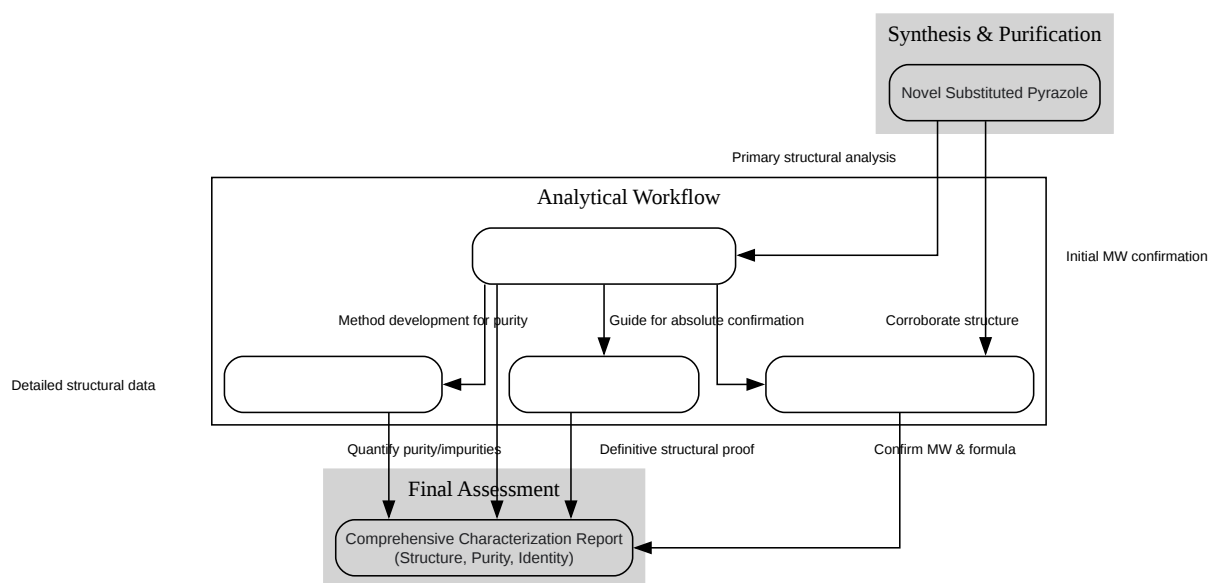 Synthesis & Purification
Novel Substituted Pyrazole
Primary structural analysis
Analytical Workflow
Initial MW confirmation
Method development for purity
Guide for absolute confirmation
Corroborate structure
Detailed structural data
Quantify purity/impurities
Definitive structural proof
Confirm MW & formula
Final Assessment
Comprehensive Characterization Report
(Structure, Purity, Identity)